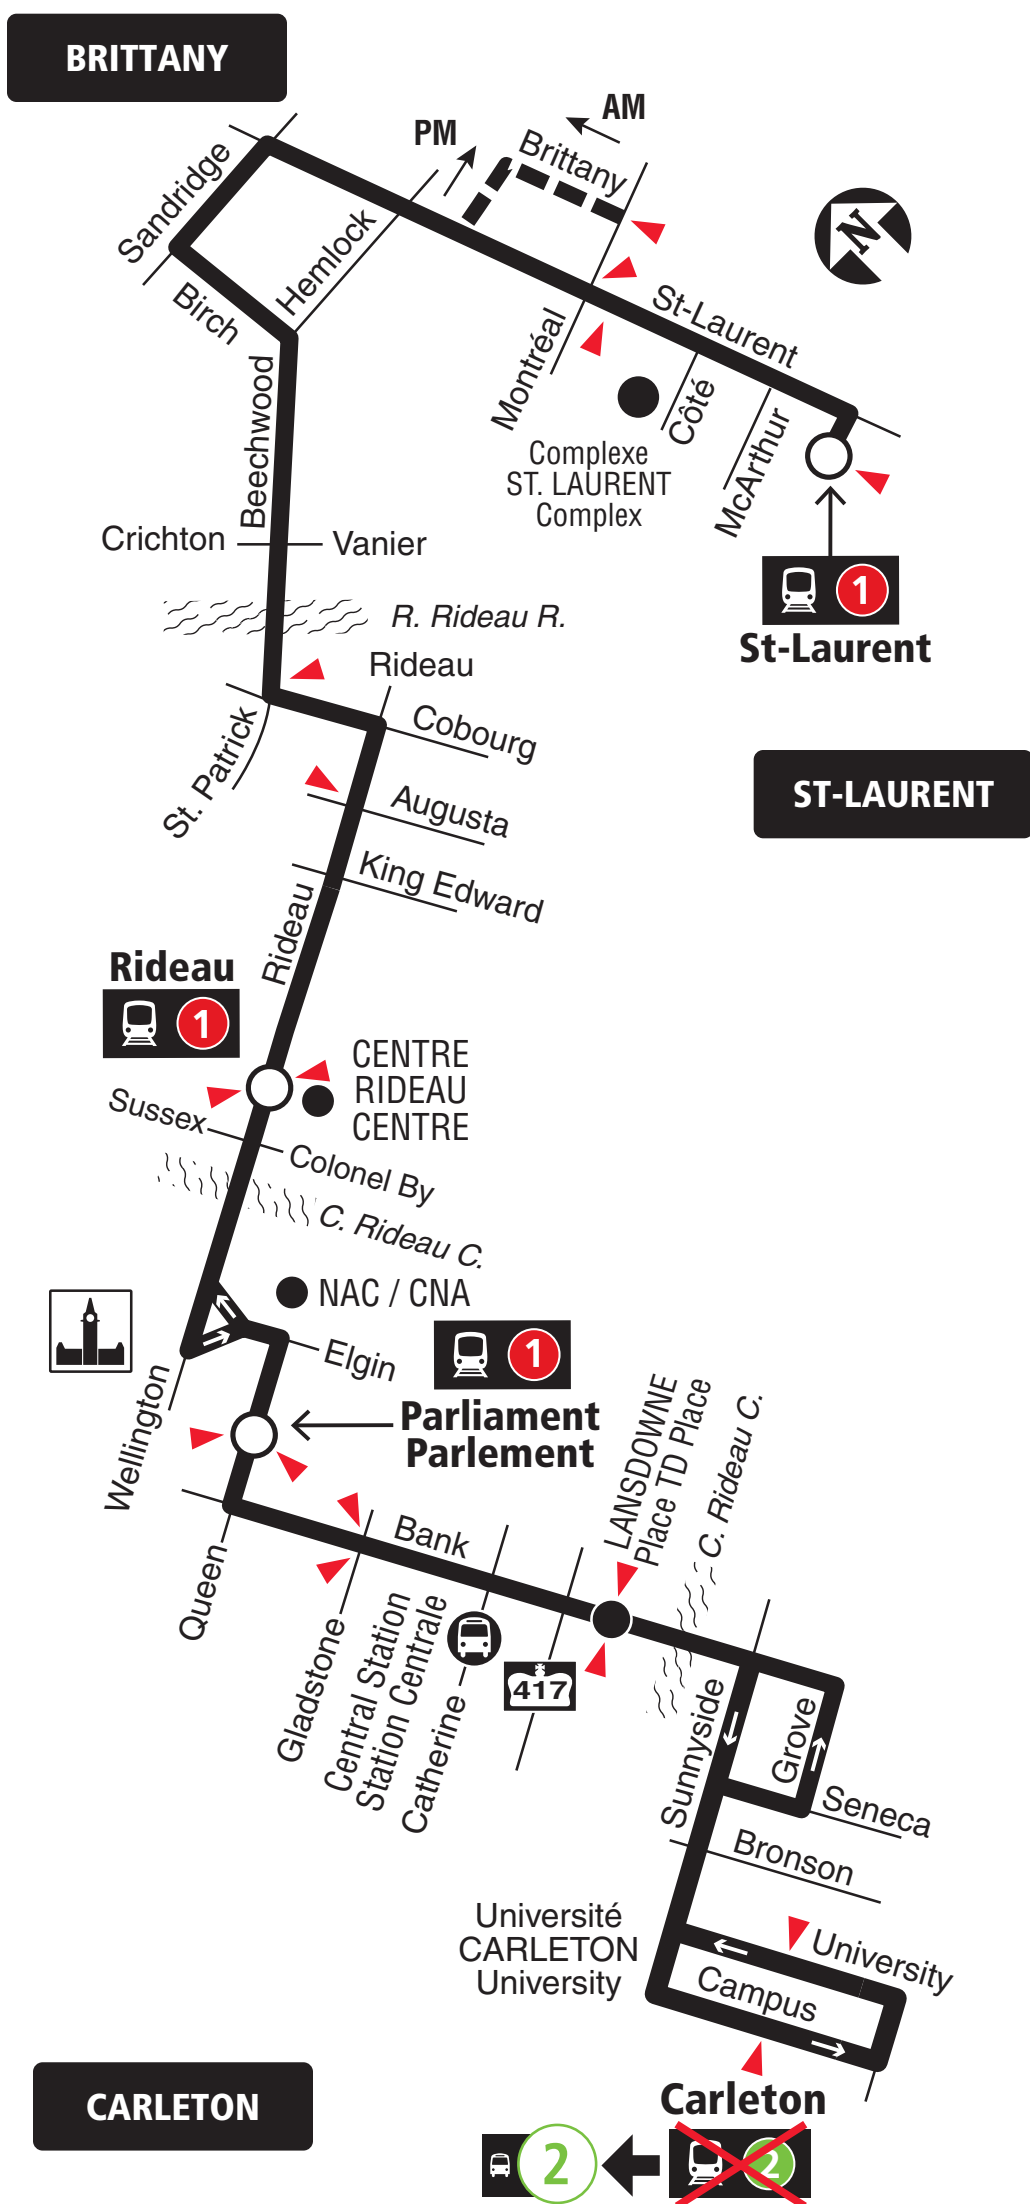 BRITTANY
AM
PM
Brittany
Sandridge
Hemlock
N
Birch
St-Laurent
Montréal
Beechwood
Côté
McArthur
Complexe
ST. LAURENT
Complex
Crichton
Vanier
1
St-Laurent
R. Rideau R.
Rideau
Cobourg
St. Patrick
ST-LAURENT
Augusta
King Edward
Rideau
Rideau
1
CENTRE
RIDEAU
CENTRE
Sussex
Colonel By
C. Rideau C.
NAC / CNA
Elgin
1
Parliament
Parlement
Wellington
LANSDOWNE
Place TD Place
C. Rideau C.
Bank
Queen
Gladstone
Central Station
Station Centrale
Catherine
417
Sunnyside
Grove
Seneca
Bronson
Université
CARLETON
University
University
Campus
Carleton
CARLETON
2
2